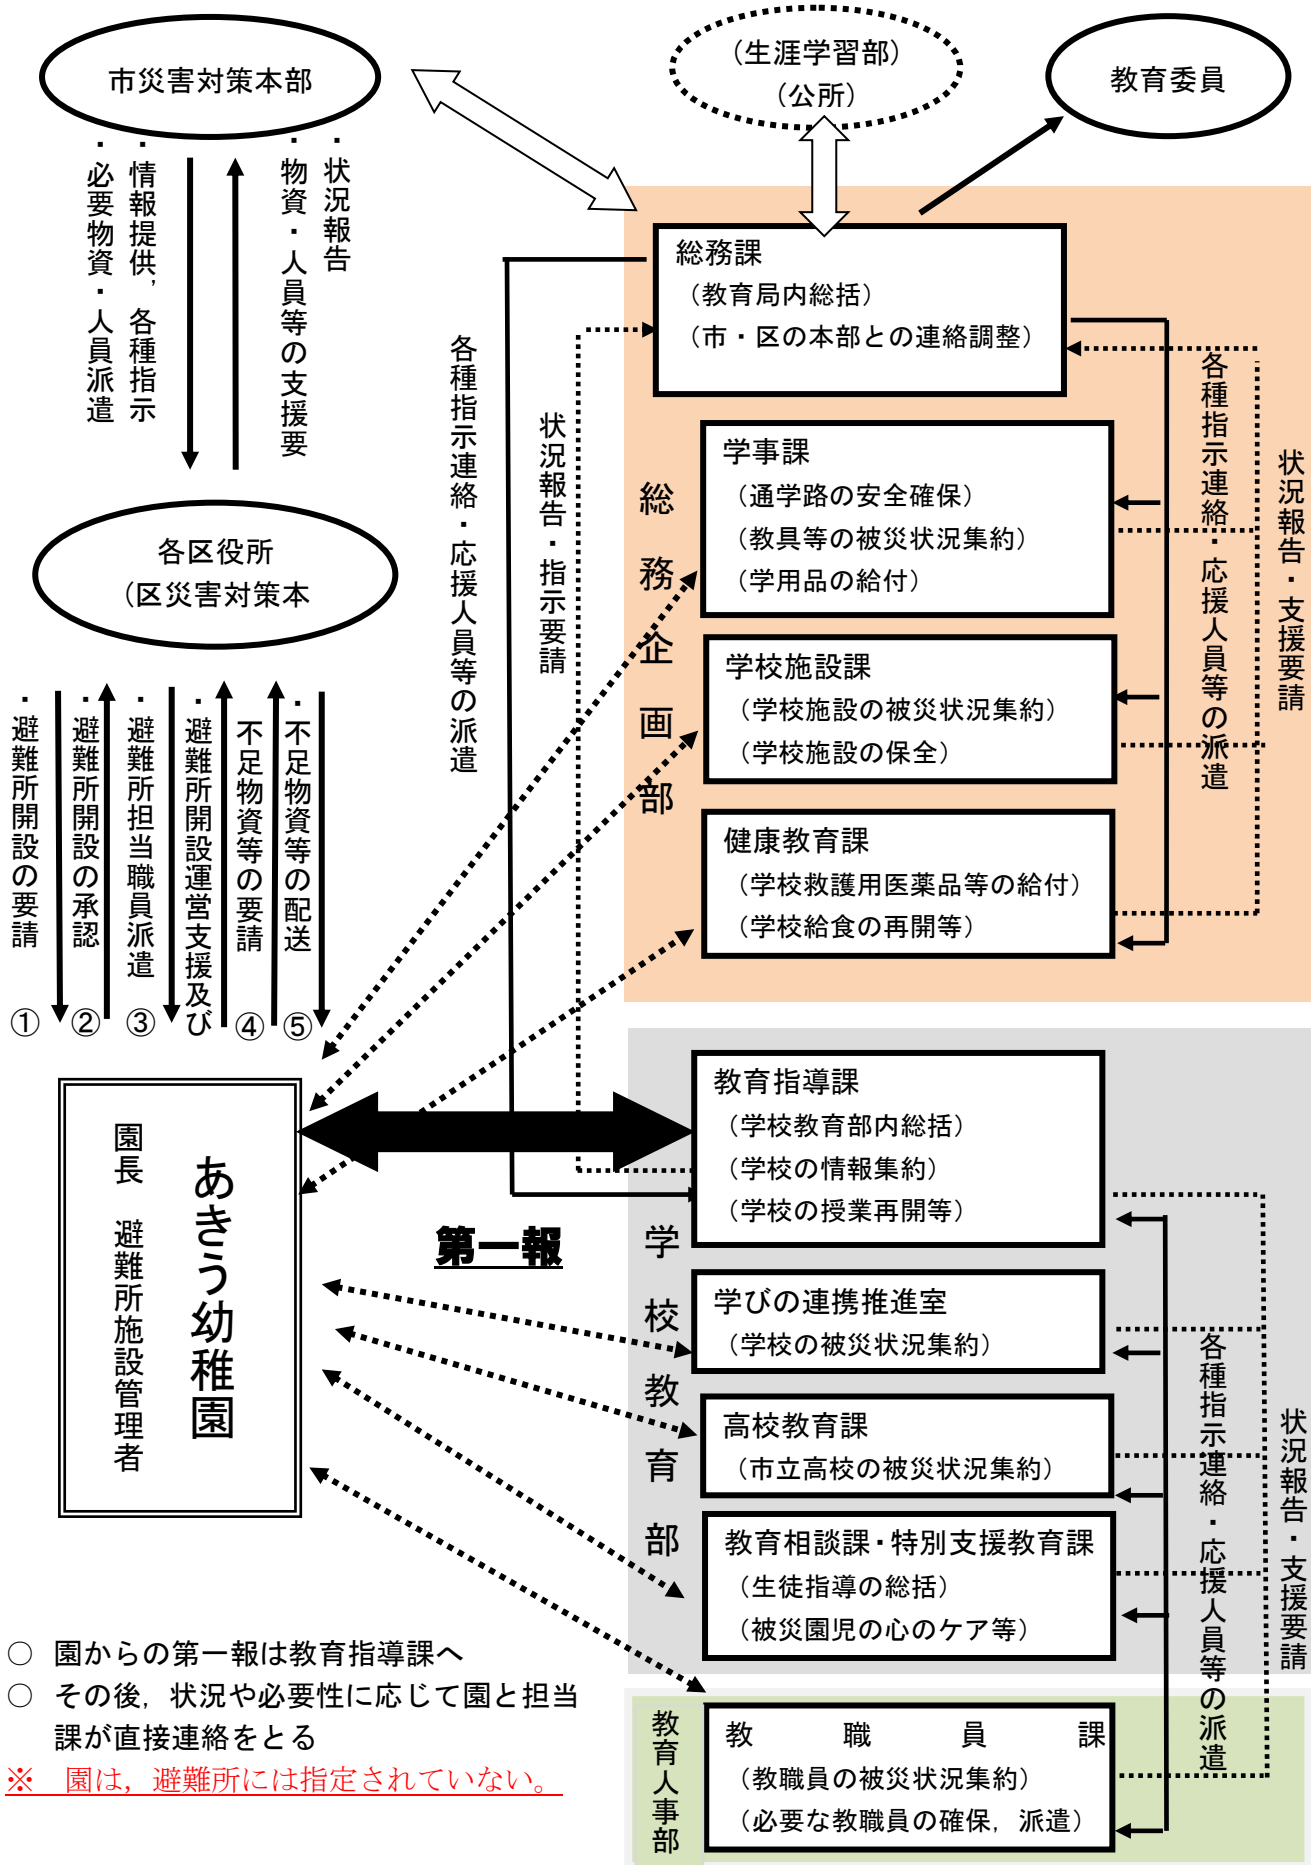 市災害対策本部
(生涯学習部)
(公所)
教育委員
・必要物資・人員派遣
・情報提供，各種指示
・物資・人員等の支援要
・状況報告
総務課
（教育局内総括）
（市・区の本部との連絡調整）
各種指示連絡・応援人員等の派遣
状況報告・指示要請
総務企画部
学事課
（通学路の安全確保）
（教具等の被災状況集約）
（学用品の給付）
学校施設課
（学校施設の被災状況集約）
（学校施設の保全）
健康教育課
（学校救護用医薬品等の給付）
（学校給食の再開等）
各種指示連絡・応援人員等の派遣
状況報告・支援要請
各区役所
（区災害対策本
・避難所開設の要請 ①
・避難所開設の承認 ②
・避難所担当職員派遣 ③
・避難所開設運営支援及び
不足物資等の要請 ④
・不足物資等の配送 ⑤
あきう幼稚園
園長 避難所施設管理者
第一報
学校教育部
教育指導課
（学校教育部内総括）
（学校の情報集約）
（学校の授業再開等）
学びの連携推進室
（学校の被災状況集約）
高校教育課
（市立高校の被災状況集約）
教育相談課・特別支援教育課
（生徒指導の総括）
（被災園児の心のケア等）
各種指示連絡・応援人員等の派遣
状況報告・支援要請
教育人事部
教職員課
（教職員の被災状況集約）
（必要な教職員の確保，派遣）
○ 園からの第一報は教育指導課へ
○ その後，状況や必要性に応じて園と担当
課が直接連絡をとる
※ 園は，避難所には指定されていない。